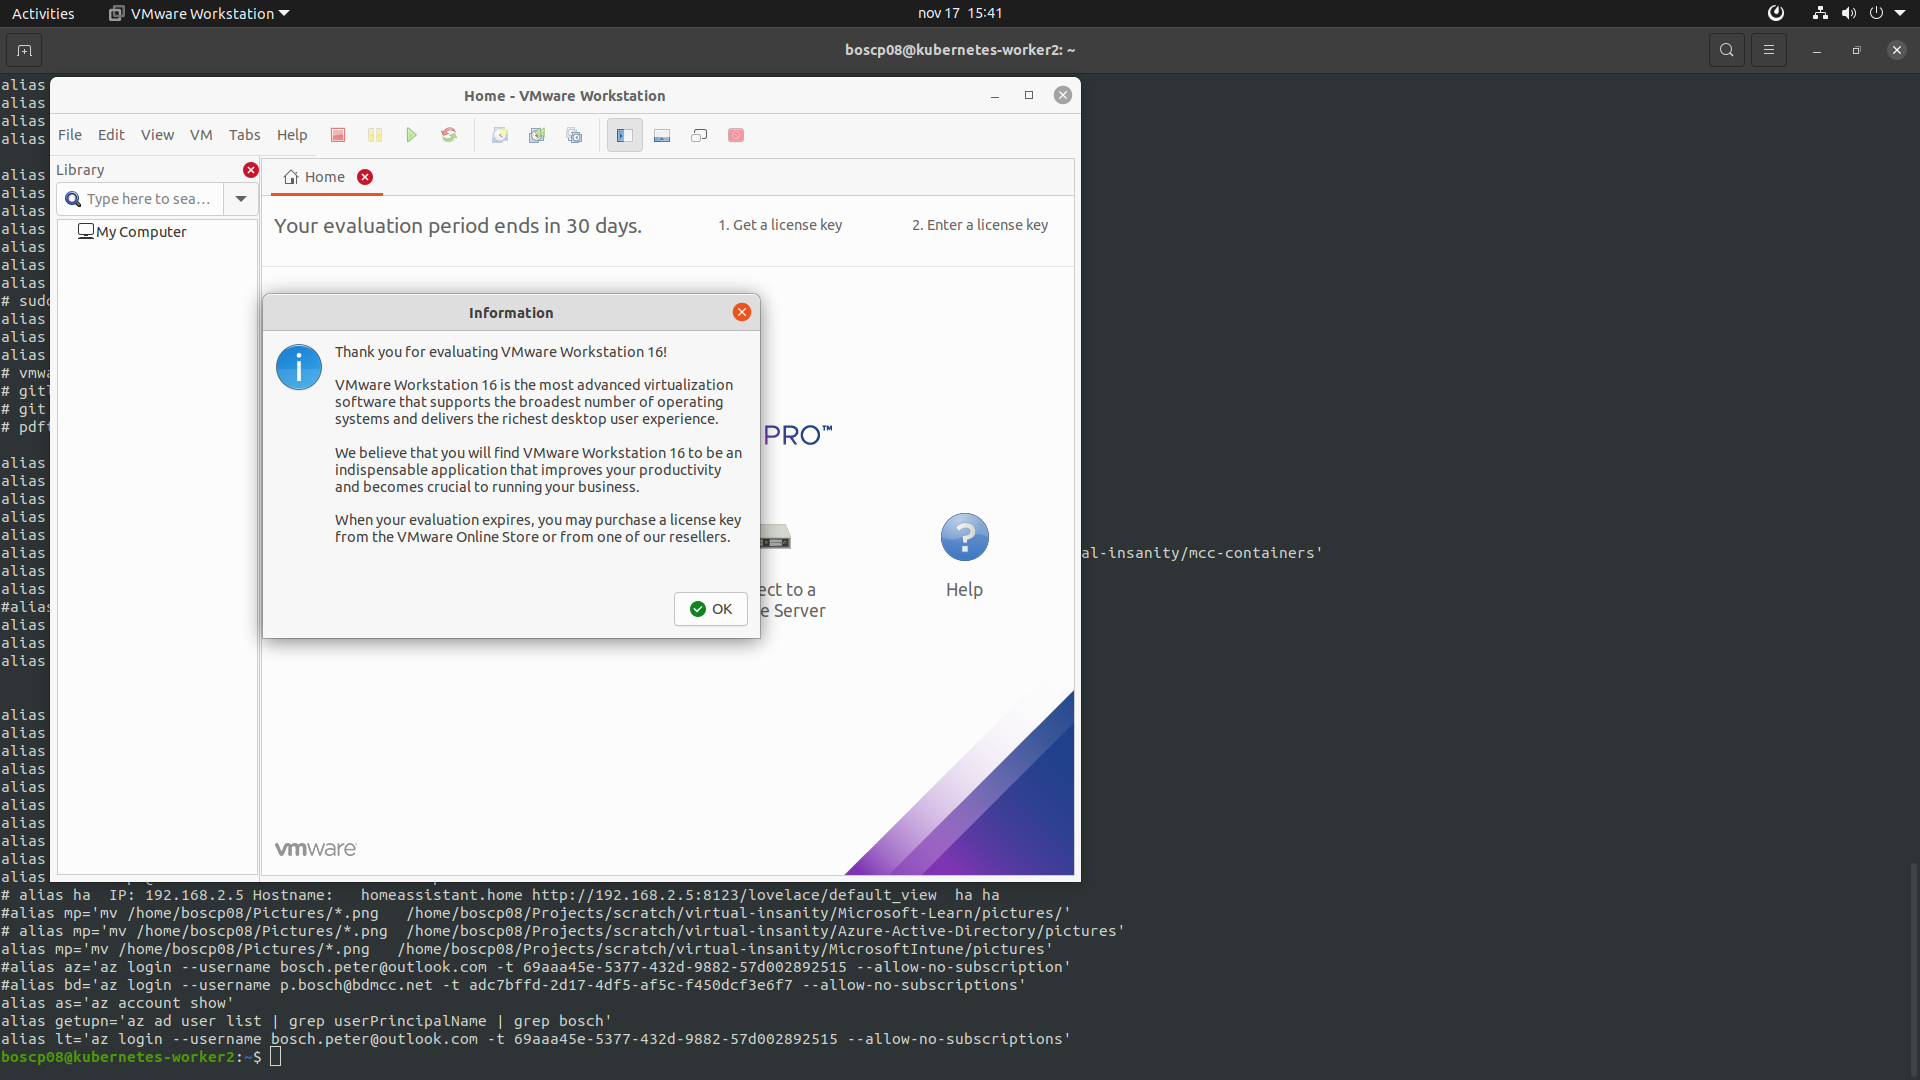 Activities VMware Workstation nov 17 15:41
boscp08@kubernetes-worker2: ~
Home - VMware Workstation
File Edit View VM Tabs Help
Library
Type here to sea...
My Computer
Home
Your evaluation period ends in 30 days. 1. Get a license key 2. Enter a license key
Information
Thank you for evaluating VMware Workstation 16!
VMware Workstation 16 is the most advanced virtualization
software that supports the broadest number of operating
systems and delivers the richest desktop user experience.
We believe that you will find VMware Workstation 16 to be an
indispensable application that improves your productivity
and becomes crucial to running your business.
When your evaluation expires, you may purchase a license key
from the VMware Online Store or from one of our resellers.
OK
PRO™
ect to a
e Server
Help
vmware
alias
alias
alias
alias
alias
alias
alias
alias
alias
alias
alias
# sudo
alias
alias
alias
# vmwa
# git
# git
# pdft
alias
alias
alias
alias
alias
alias al-insanity/mcc-containers'
alias
alias
#alias
alias
alias
alias
alias
alias
alias
alias
alias
alias
alias
alias
alias
alias
# alias ha  IP: 192.168.2.5 Hostname:   homeassistant.home http://192.168.2.5:8123/lovelace/default_view  ha ha
#alias mp='mv /home/boscp08/Pictures/*.png   /home/boscp08/Projects/scratch/virtual-insanity/Microsoft-Learn/pictures/'
# alias mp='mv /home/boscp08/Pictures/*.png  /home/boscp08/Projects/scratch/virtual-insanity/Azure-Active-Directory/pictures'
alias mp='mv /home/boscp08/Pictures/*.png   /home/boscp08/Projects/scratch/virtual-insanity/MicrosoftIntune/pictures'
#alias az='az login --username bosch.peter@outlook.com -t 69aaa45e-5377-432d-9882-57d002892515 --allow-no-subscription'
#alias bd='az login --username p.bosch@bdmcc.net -t adc7bffd-2d17-4df5-af5c-f450dcf3e6f7 --allow-no-subscriptions'
alias as='az account show'
alias getupn='az ad user list | grep userPrincipalName | grep bosch'
alias lt='az login --username bosch.peter@outlook.com -t 69aaa45e-5377-432d-9882-57d002892515 --allow-no-subscriptions'
boscp08@kubernetes-worker2:~$